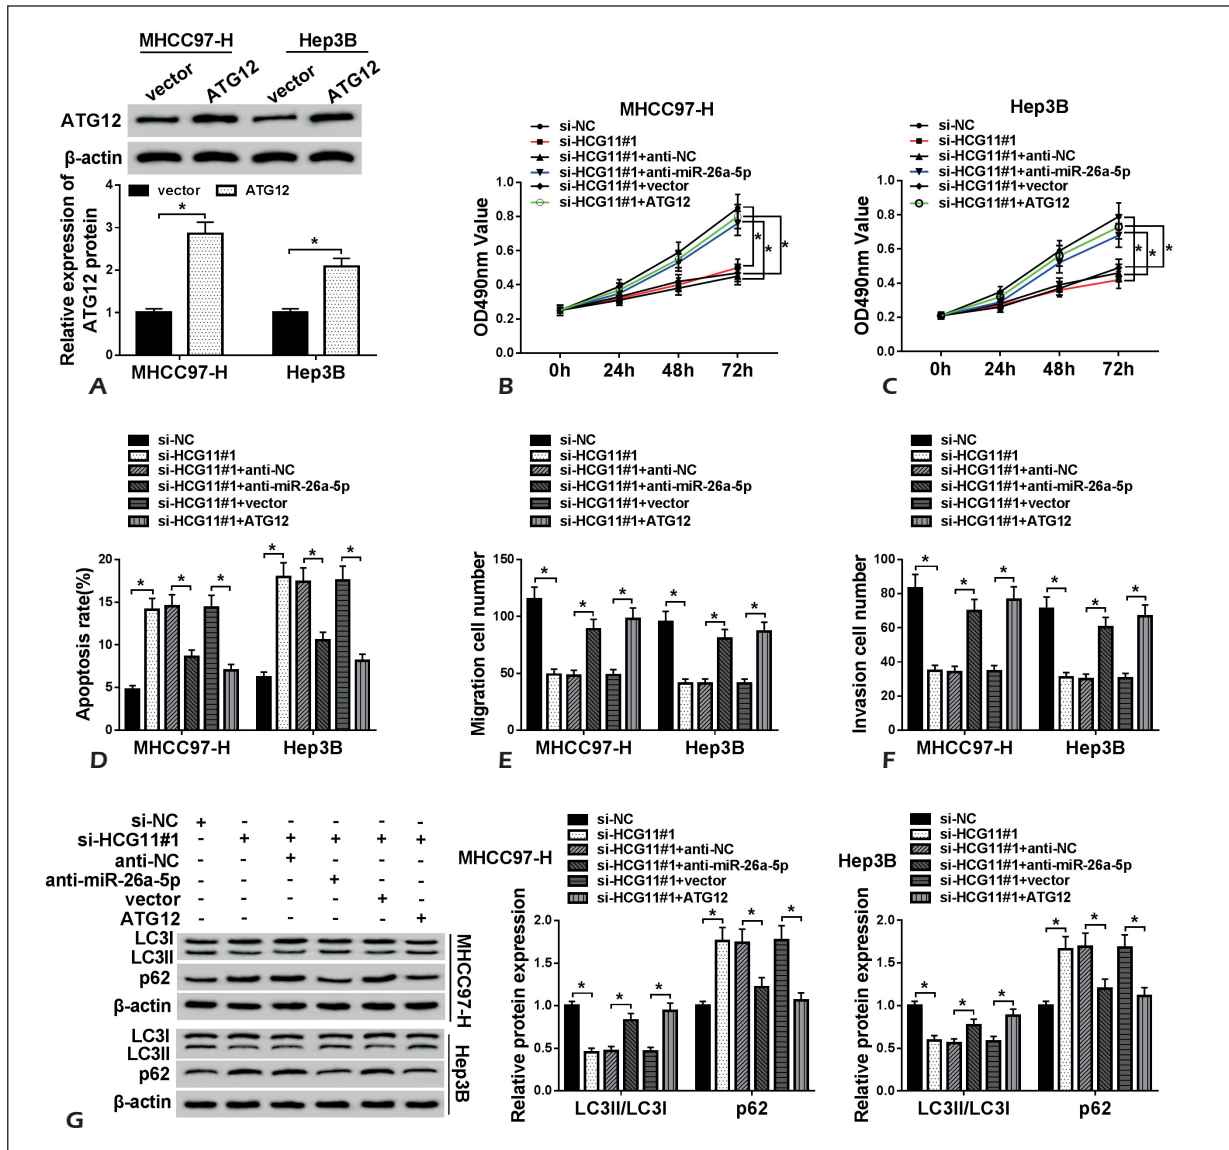 MHCC97-H Hep3B
vector ATG12 vector ATG12
ATG12
β-actin
vector ATG12
Relative expression of
ATG12 protein
4
3
2
1
0
*
*
MHCC97-H Hep3B
A
MHCC97-H
si-NC
si-HCG11#1
si-HCG11#1+anti-NC
si-HCG11#1+anti-miR-26a-5p
si-HCG11#1+vector
si-HCG11#1+ATG12
OD490nm Value
1.0
0.8
0.6
0.4
0.2
0.0
* * *
0h 24h 48h 72h
B
Hep3B
si-NC
si-HCG11#1
si-HCG11#1+anti-NC
si-HCG11#1+anti-miR-26a-5p
si-HCG11#1+vector
si-HCG11#1+ATG12
OD490nm Value
1.0
0.8
0.6
0.4
0.2
0.0
* * *
0h 24h 48h 72h
C
si-NC
si-HCG11#1
si-HCG11#1+anti-NC
si-HCG11#1+anti-miR-26a-5p
si-HCG11#1+vector
si-HCG11#1+ATG12
Apoptosis rate(%)
20
15
10
5
0
* * * * * *
MHCC97-H Hep3B
D
si-NC
si-HCG11#1
si-HCG11#1+anti-NC
si-HCG11#1+anti-miR-26a-5p
si-HCG11#1+vector
si-HCG11#1+ATG12
Migration cell number
150
100
50
0
* * * * * *
MHCC97-H Hep3B
E
si-NC
si-HCG11#1
si-HCG11#1+anti-NC
si-HCG11#1+anti-miR-26a-5p
si-HCG11#1+vector
si-HCG11#1+ATG12
Invasion cell number
100
80
60
40
20
0
* * * * * *
MHCC97-H Hep3B
F
si-NC + - - - - -
si-HCG11#1 - + + + + +
anti-NC - - + - - -
anti-miR-26a-5p - - - + - -
vector - - - - + -
ATG12 - - - - - +
LC3I
LC3II
p62
β-actin
MHCC97-H
LC3I
LC3II
p62
β-actin
Hep3B
G
MHCC97-H
si-NC
si-HCG11#1
si-HCG11#1+anti-NC
si-HCG11#1+anti-miR-26a-5p
si-HCG11#1+vector
si-HCG11#1+ATG12
Relative protein expression
2.0
1.5
1.0
0.5
0.0
* * * * * *
LC3II/LC3I p62
Hep3B
si-NC
si-HCG11#1
si-HCG11#1+anti-NC
si-HCG11#1+anti-miR-26a-5p
si-HCG11#1+vector
si-HCG11#1+ATG12
Relative protein expression
2.0
1.5
1.0
0.5
0.0
* * * * * *
LC3II/LC3I p62